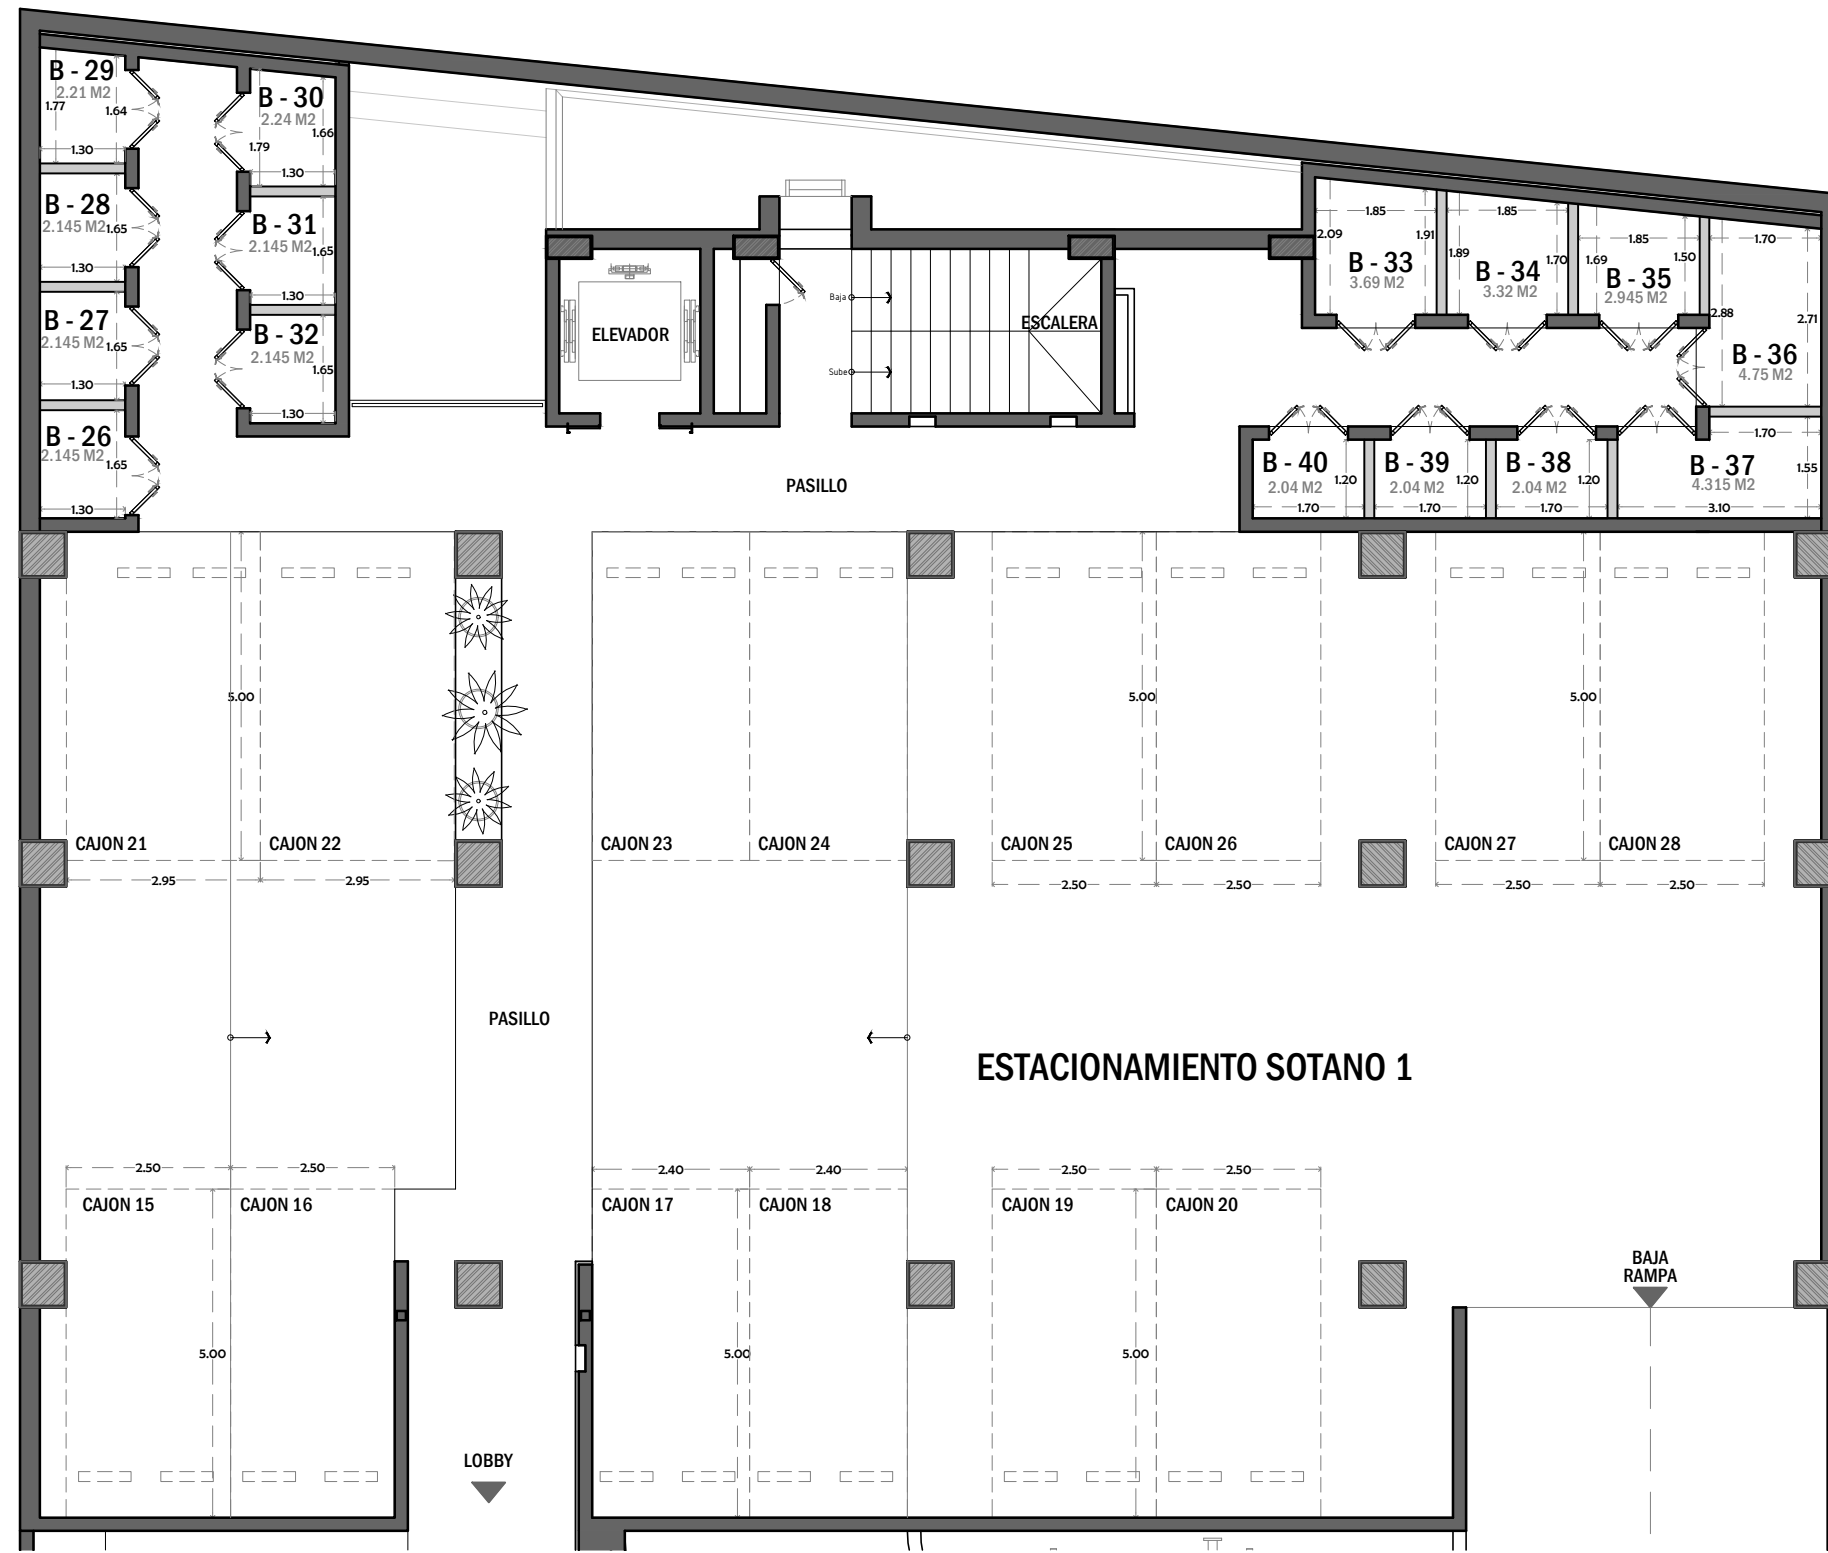 B - 29
2.21 M2
1.77
1.64
1.30
B - 30
2.24 M2
1.66
1.79
1.30
B - 28
2.145 M2
1.65
1.30
B - 31
2.145 M2
1.65
1.30
B - 27
2.145 M2
1.65
1.30
B - 32
2.145 M2
1.65
1.30
B - 26
2.145 M2
1.65
1.30
ELEVADOR
Baja
Sube
ESCALERA
1.85
2.09
1.91
B - 33
3.69 M2
1.85
1.89
1.70
B - 34
3.32 M2
1.85
1.69
1.50
B - 35
2.945 M2
1.70
2.88
2.71
B - 36
4.75 M2
PASILLO
B - 40
2.04 M2
1.20
1.70
B - 39
2.04 M2
1.20
1.70
B - 38
2.04 M2
1.20
1.70
1.70
B - 37
4.315 M2
1.55
3.10
5.00
5.00
5.00
CAJON 21
CAJON 22
CAJON 23
CAJON 24
CAJON 25
CAJON 26
CAJON 27
CAJON 28
2.95
2.95
2.50
2.50
2.50
2.50
PASILLO
ESTACIONAMIENTO SOTANO 1
2.50
2.50
2.40
2.40
2.50
2.50
CAJON 15
CAJON 16
CAJON 17
CAJON 18
CAJON 19
CAJON 20
BAJA
RAMPA
5.00
5.00
5.00
LOBBY